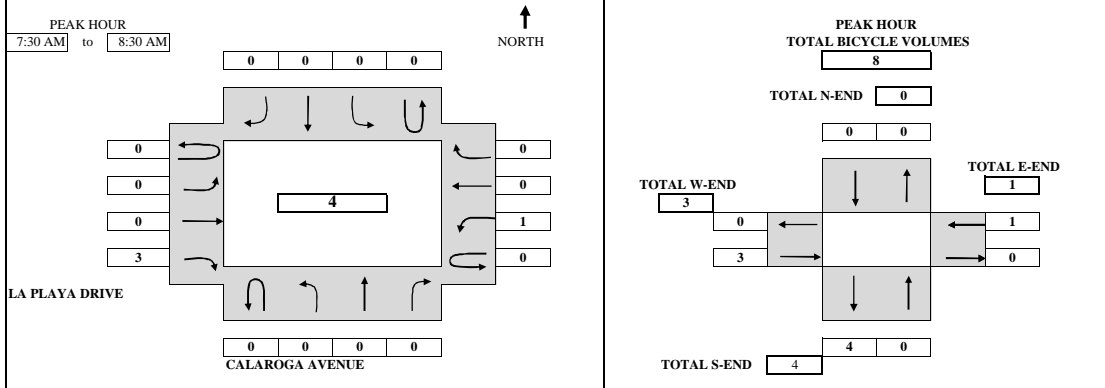 PEAK HOUR
7:30 AM to 8:30 AM
NORTH
0 0 0 0
0 0
0 0
4
0 1
3 0
LA PLAYA DRIVE
0 0 0 0
CALAROGA AVENUE
PEAK HOUR
TOTAL BICYCLE VOLUMES
8
TOTAL N-END 0
0 0
TOTAL E-END
1
TOTAL W-END
3
0 1
3 0
4 0
TOTAL S-END 4